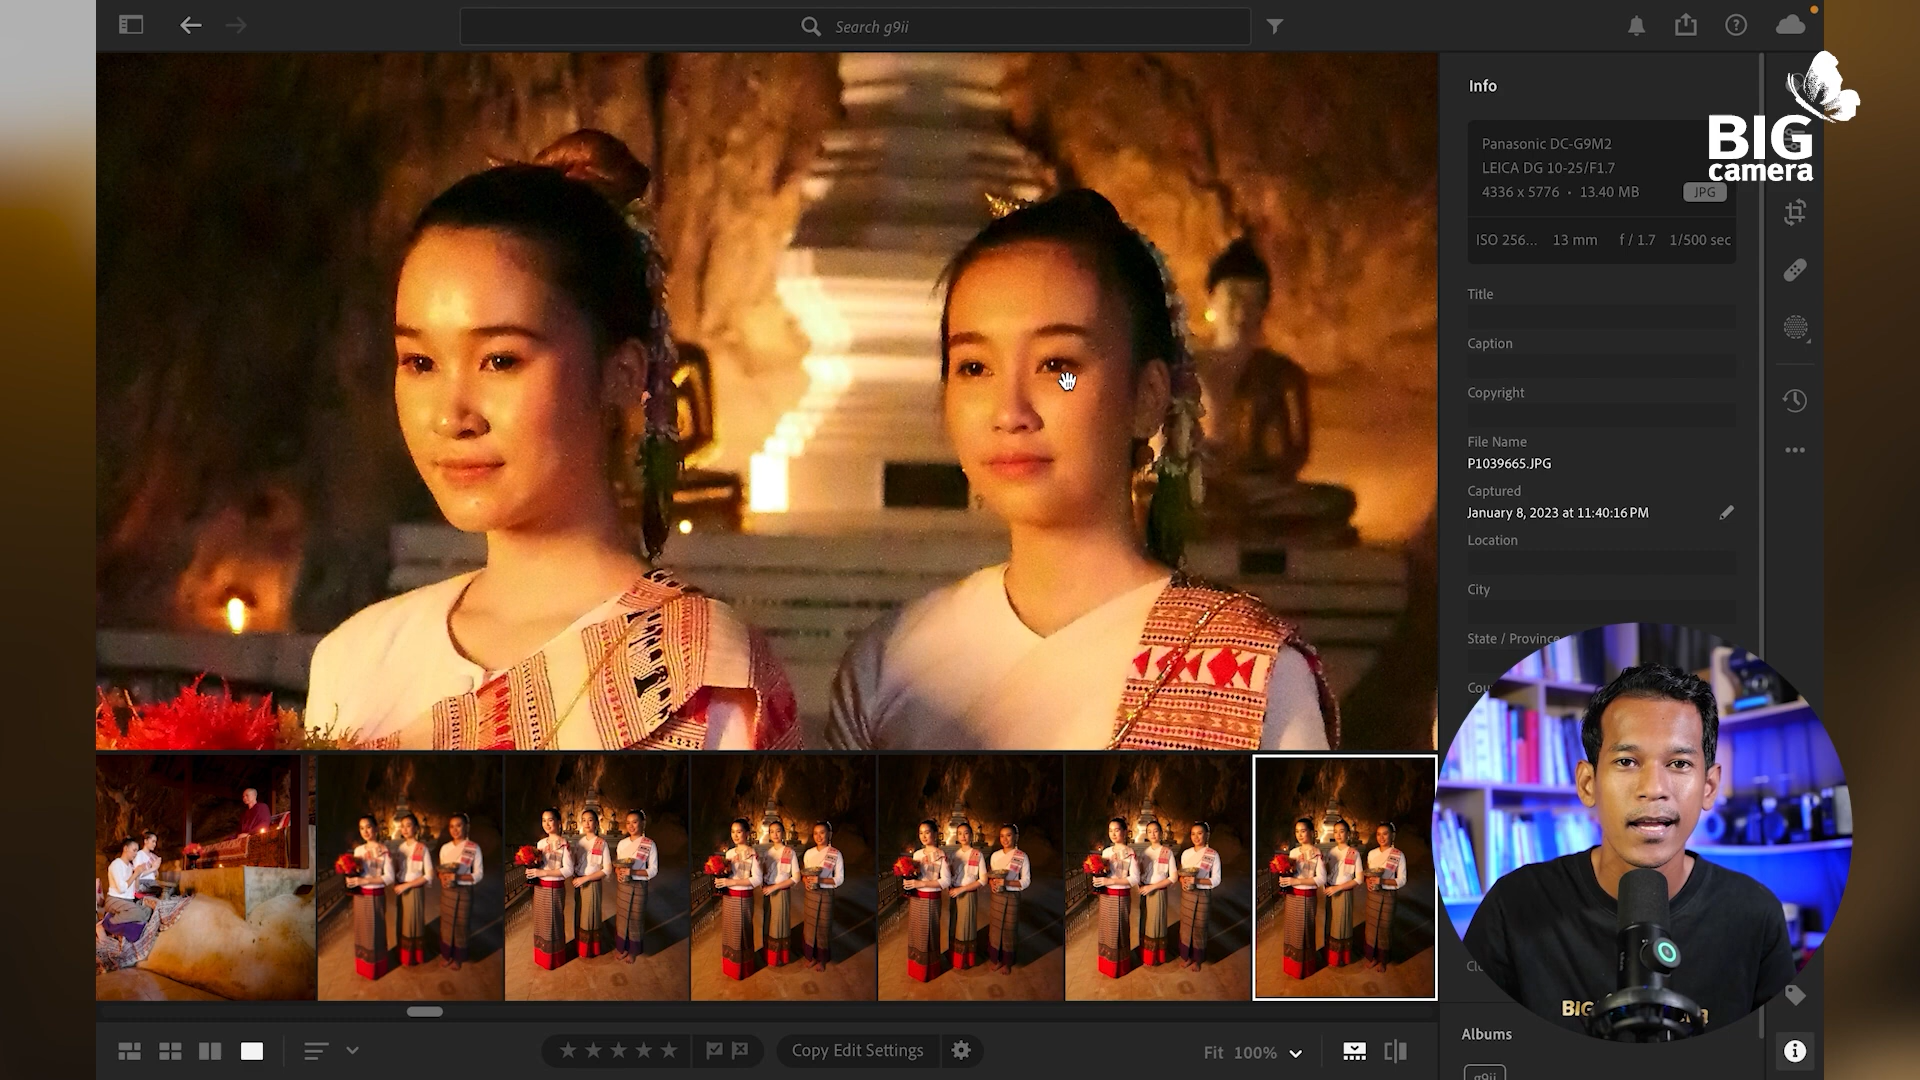 Search g9ii
BIG
camera
Info
Panasonic DC-G9M2
LEICA DG 10-25/F1.7
4336 x 5776 · 13.40 MB
JPG
ISO 256... 13 mm f / 1.7 1/500 sec
Title
Caption
Copyright
File Name
P1039665.JPG
Captured
January 8, 2023 at 11:40:16 PM
Location
City
State / Province
Cou
BIG
Copy Edit Settings
Fit 100%
Albums
g9ii